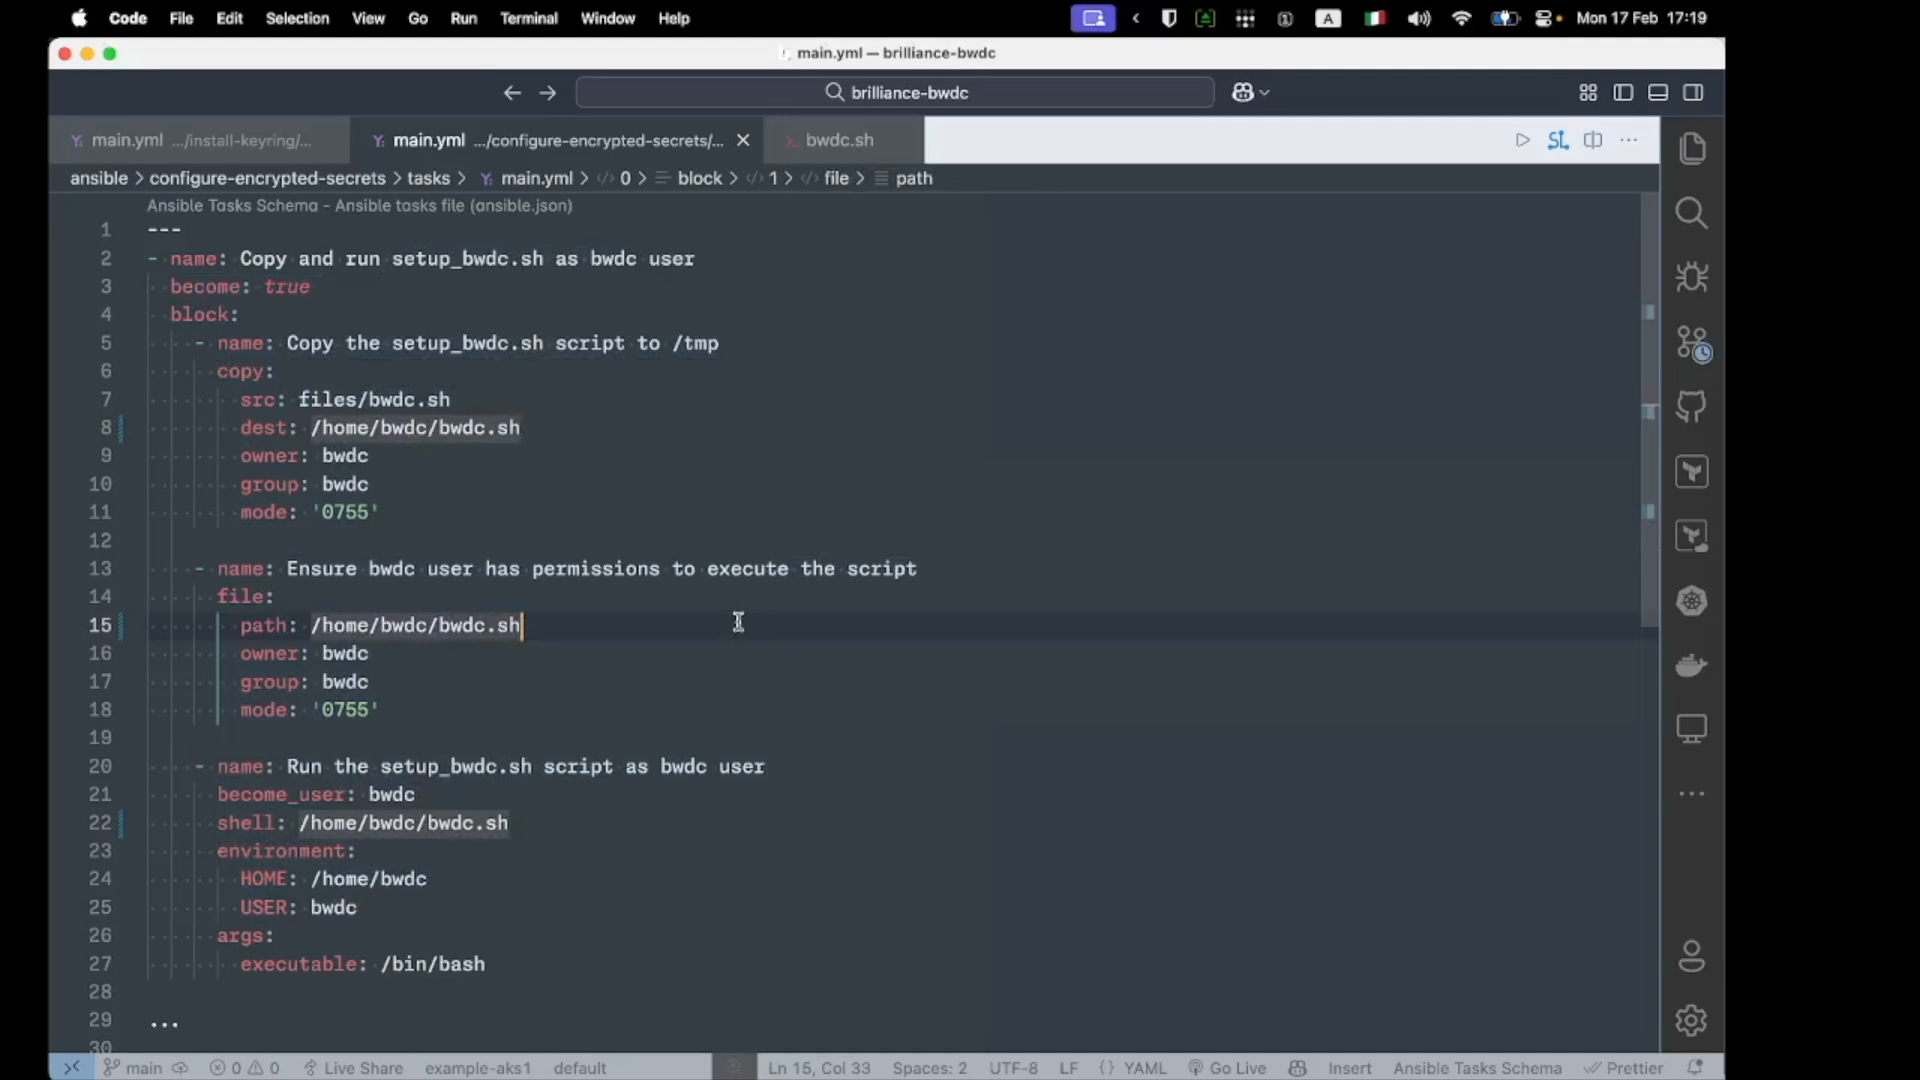 Code File Edit Selection View Go Run Terminal Window Help A Mon 17 Feb 17:19
main.yml — brilliance-bwdc
brilliance-bwdc
main.yml .../install-keyring/... main.yml .../configure-encrypted-secrets/... bwdc.sh
ansible > configure-encrypted-secrets > tasks > main.yml > 0 > block > 1 > file > path
Ansible Tasks Schema - Ansible tasks file (ansible.json)
1 ---
2 - name: Copy and run setup_bwdc.sh as bwdc user
3 become: true
4 block:
5 - name: Copy the setup_bwdc.sh script to /tmp
6 copy:
7 src: files/bwdc.sh
8 dest: /home/bwdc/bwdc.sh
9 owner: bwdc
10 group: bwdc
11 mode: '0755'
12
13 - name: Ensure bwdc user has permissions to execute the script
14 file:
15 path: /home/bwdc/bwdc.sh
16 owner: bwdc
17 group: bwdc
18 mode: '0755'
19
20 - name: Run the setup_bwdc.sh script as bwdc user
21 become_user: bwdc
22 shell: /home/bwdc/bwdc.sh
23 environment:
24 HOME: /home/bwdc
25 USER: bwdc
26 args:
27 executable: /bin/bash
28
29 ...
30
main 0 0 Live Share example-aks1 default Ln 15, Col 33 Spaces: 2 UTF-8 LF {} YAML Go Live Insert Ansible Tasks Schema Prettier